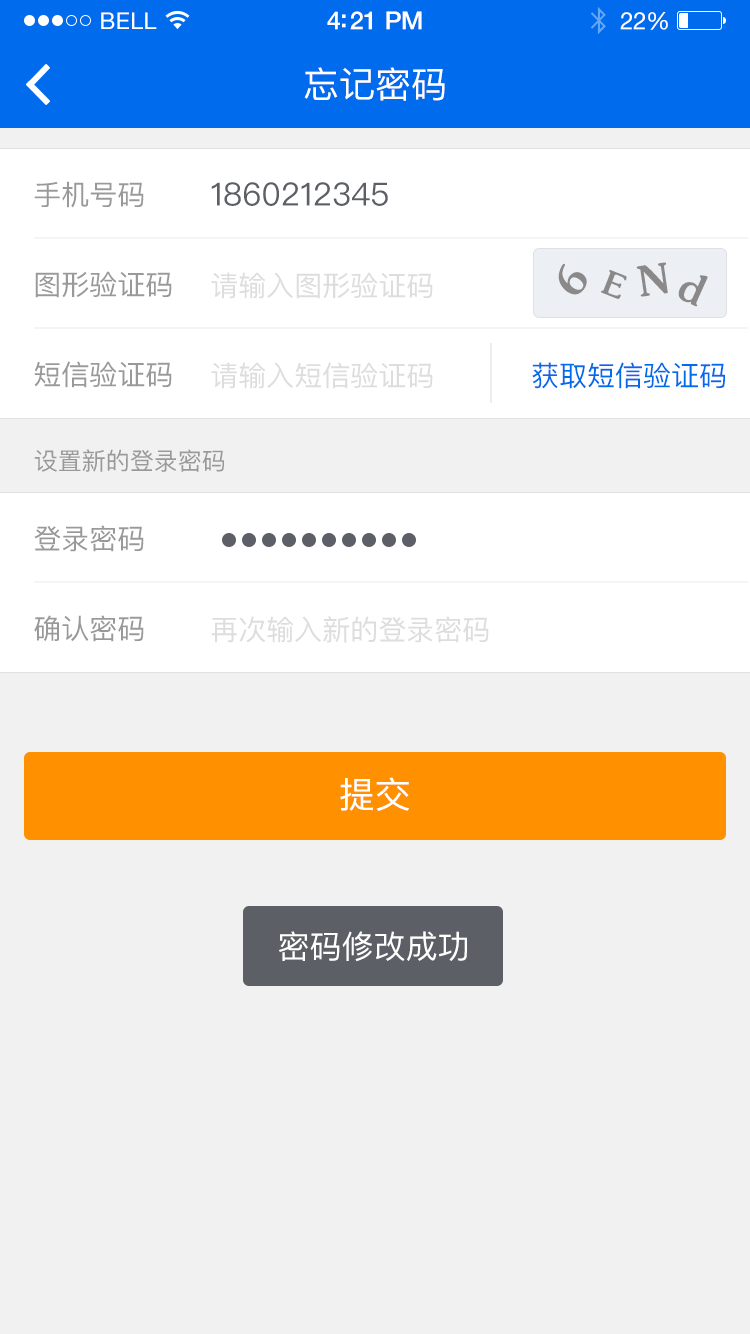 BELL 4:21 PM 22%
忘记密码
手机号码 1860212345
图形验证码 请输入图形验证码 6ENd
短信验证码 请输入短信验证码 获取短信验证码
设置新的登录密码
登录密码 ●●●●●●●●●●
确认密码 再次输入新的登录密码
提交
密码修改成功